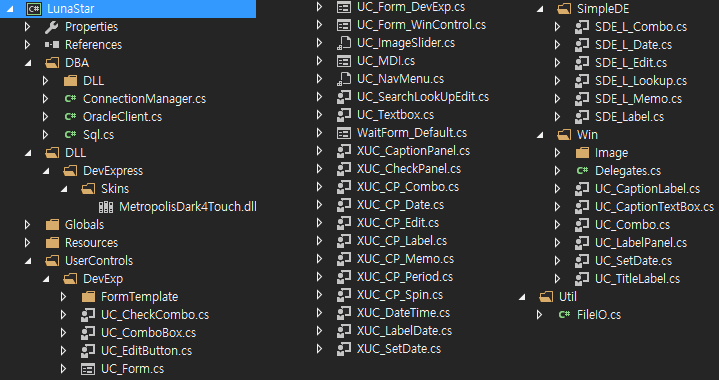 LunaStar
Properties
References
DBA
DLL
ConnectionManager.cs
OracleClient.cs
Sql.cs
DLL
DevExpress
Skins
MetropolisDark4Touch.dll
Globals
Resources
UserControls
DevExp
FormTemplate
UC_CheckCombo.cs
UC_ComboBox.cs
UC_EditButton.cs
UC_Form.cs
UC_Form_DevExp.cs
UC_Form_WinControl.cs
UC_ImageSlider.cs
UC_MDI.cs
UC_NavMenu.cs
UC_SearchLookUpEdit.cs
UC_Textbox.cs
WaitForm_Default.cs
XUC_CaptionPanel.cs
XUC_CheckPanel.cs
XUC_CP_Combo.cs
XUC_CP_Date.cs
XUC_CP_Edit.cs
XUC_CP_Label.cs
XUC_CP_Memo.cs
XUC_CP_Period.cs
XUC_CP_Spin.cs
XUC_DateTime.cs
XUC_LabelDate.cs
XUC_SetDate.cs
SimpleDE
SDE_L_Combo.cs
SDE_L_Date.cs
SDE_L_Edit.cs
SDE_L_Lookup.cs
SDE_L_Memo.cs
SDE_Label.cs
Win
Image
Delegates.cs
UC_CaptionLabel.cs
UC_CaptionTextBox.cs
UC_Combo.cs
UC_LabelPanel.cs
UC_SetDate.cs
UC_TitleLabel.cs
Util
FileIO.cs